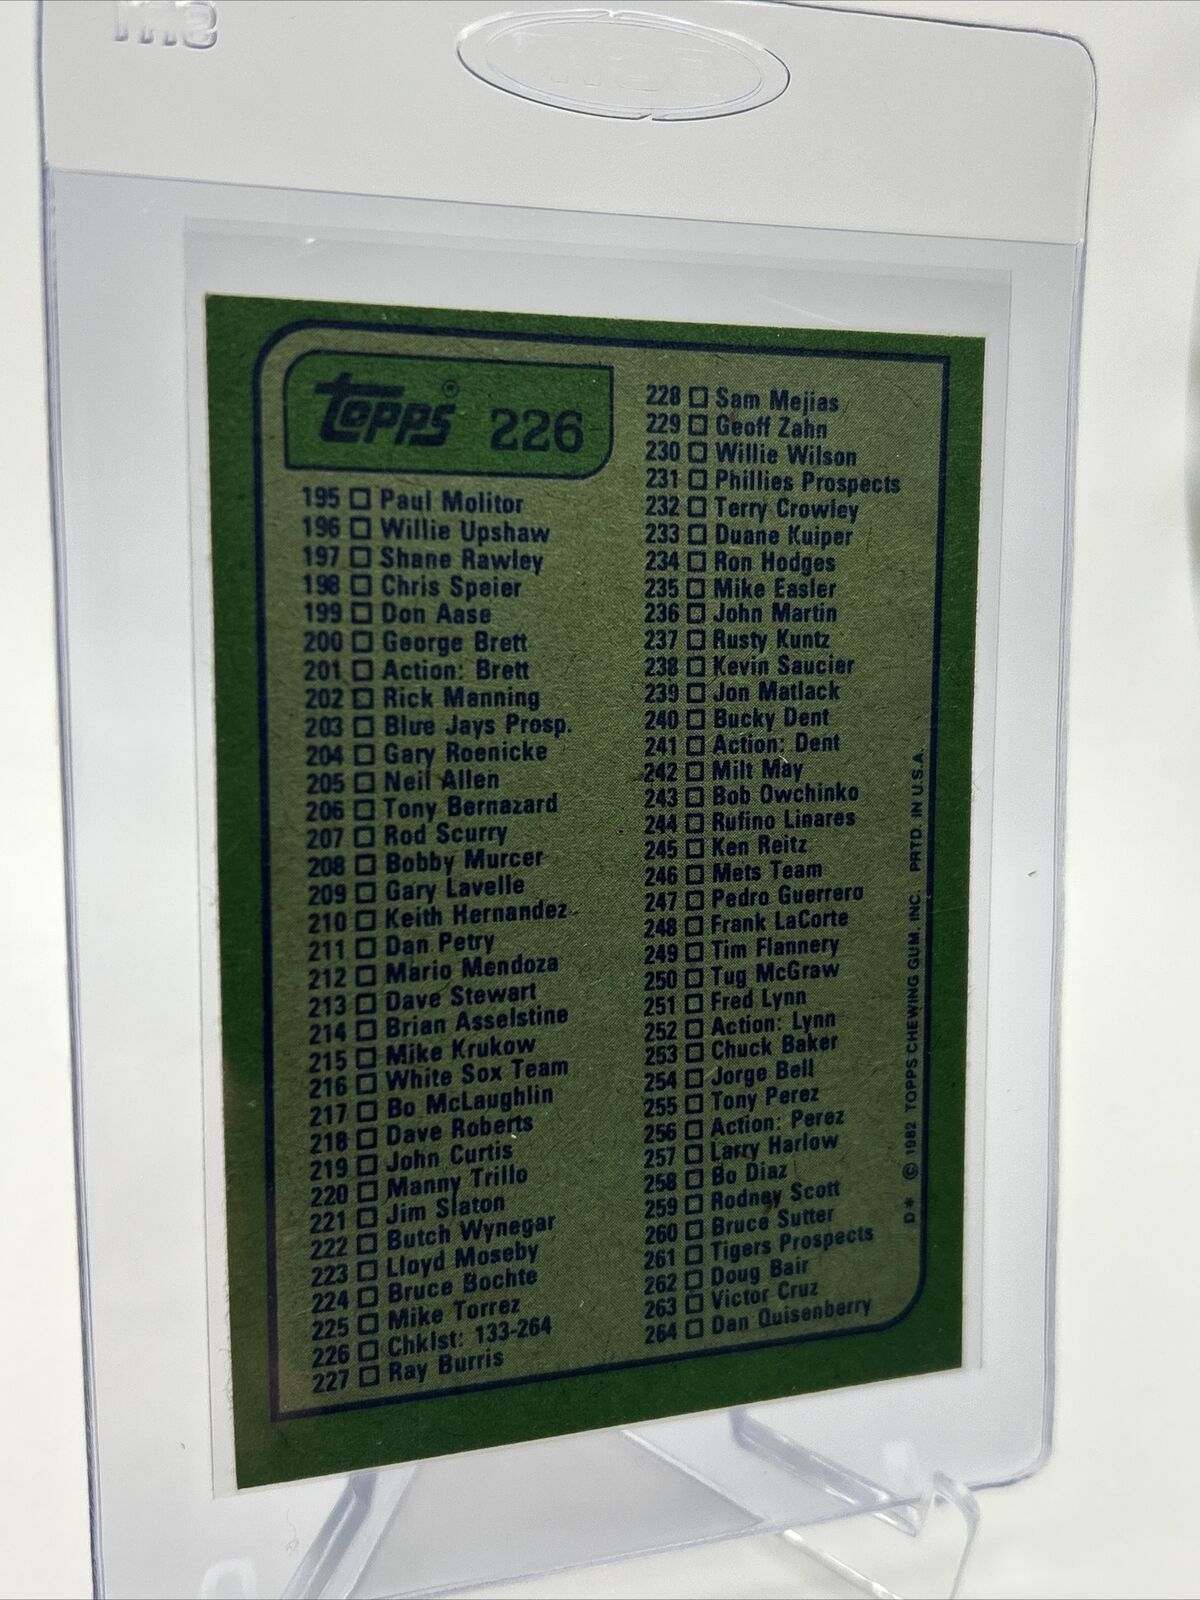 Topps® 226
195 ☐ Paul Molitor
196 ☐ Willie Upshaw
197 ☐ Shane Rawley
198 ☐ Chris Speier
199 ☐ Don Aase
200 ☐ George Brett
201 ☐ Action: Brett
202 ☐ Rick Manning
203 ☐ Blue Jays Prosp.
204 ☐ Gary Roenicke
205 ☐ Neil Allen
206 ☐ Tony Bernazard
207 ☐ Rod Scurry
208 ☐ Bobby Murcer
209 ☐ Gary Lavelle
210 ☐ Keith Hernandez
211 ☐ Dan Petry
212 ☐ Mario Mendoza
213 ☐ Dave Stewart
214 ☐ Brian Asselstine
215 ☐ Mike Krukow
216 ☐ White Sox Team
217 ☐ Bo McLaughlin
218 ☐ Dave Roberts
219 ☐ John Curtis
220 ☐ Manny Trillo
221 ☐ Jim Slaton
222 ☐ Butch Wynegar
223 ☐ Lloyd Moseby
224 ☐ Bruce Bochte
225 ☐ Mike Torrez
226 ☐ Chklst: 133-264
227 ☐ Ray Burris
228 ☐ Sam Mejias
229 ☐ Geoff Zahn
230 ☐ Willie Wilson
231 ☐ Phillies Prospects
232 ☐ Terry Crowley
233 ☐ Duane Kuiper
234 ☐ Ron Hodges
235 ☐ Mike Easler
236 ☐ John Martin
237 ☐ Rusty Kuntz
238 ☐ Kevin Saucier
239 ☐ Jon Matlack
240 ☐ Bucky Dent
241 ☐ Action: Dent
242 ☐ Milt May
243 ☐ Bob Owchinko
244 ☐ Rufino Linares
245 ☐ Ken Reitz
246 ☐ Mets Team
247 ☐ Pedro Guerrero
248 ☐ Frank LaCorte
249 ☐ Tim Flannery
250 ☐ Tug McGraw
251 ☐ Fred Lynn
252 ☐ Action: Lynn
253 ☐ Chuck Baker
254 ☐ Jorge Bell
255 ☐ Tony Perez
256 ☐ Action: Perez
257 ☐ Larry Harlow
258 ☐ Bo Diaz
259 ☐ Rodney Scott
260 ☐ Bruce Sutter
261 ☐ Tigers Prospects
262 ☐ Doug Bair
263 ☐ Victor Cruz
264 ☐ Dan Quisenberry
D* © 1982 TOPPS CHEWING GUM, INC. PRTD. IN U.S.A.